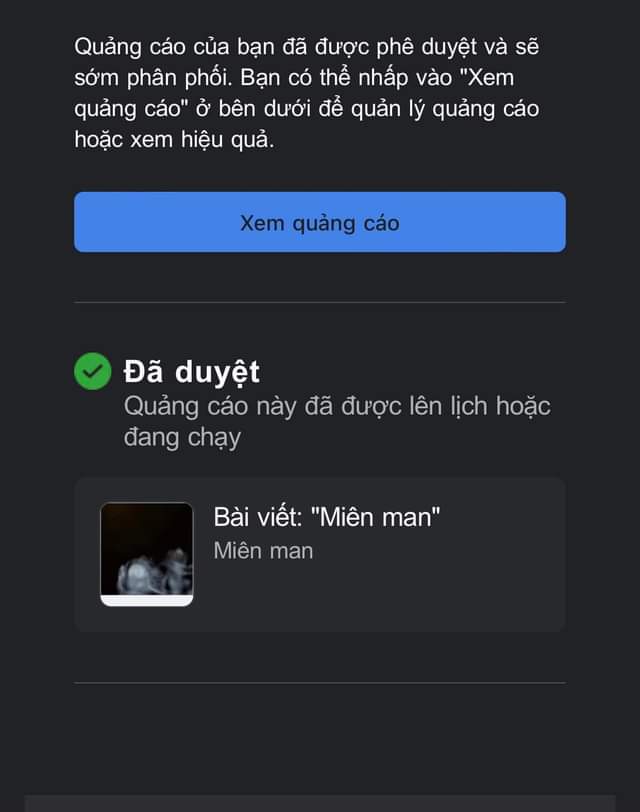 Quảng cáo của bạn đã được phê duyệt và sẽ
sớm phân phối. Bạn có thể nhấp vào "Xem
quảng cáo" ở bên dưới để quản lý quảng cáo
hoặc xem hiệu quả.
Xem quảng cáo
Đã duyệt
Quảng cáo này đã được lên lịch hoặc
đang chạy
Bài viết: "Miên man"
Miên man